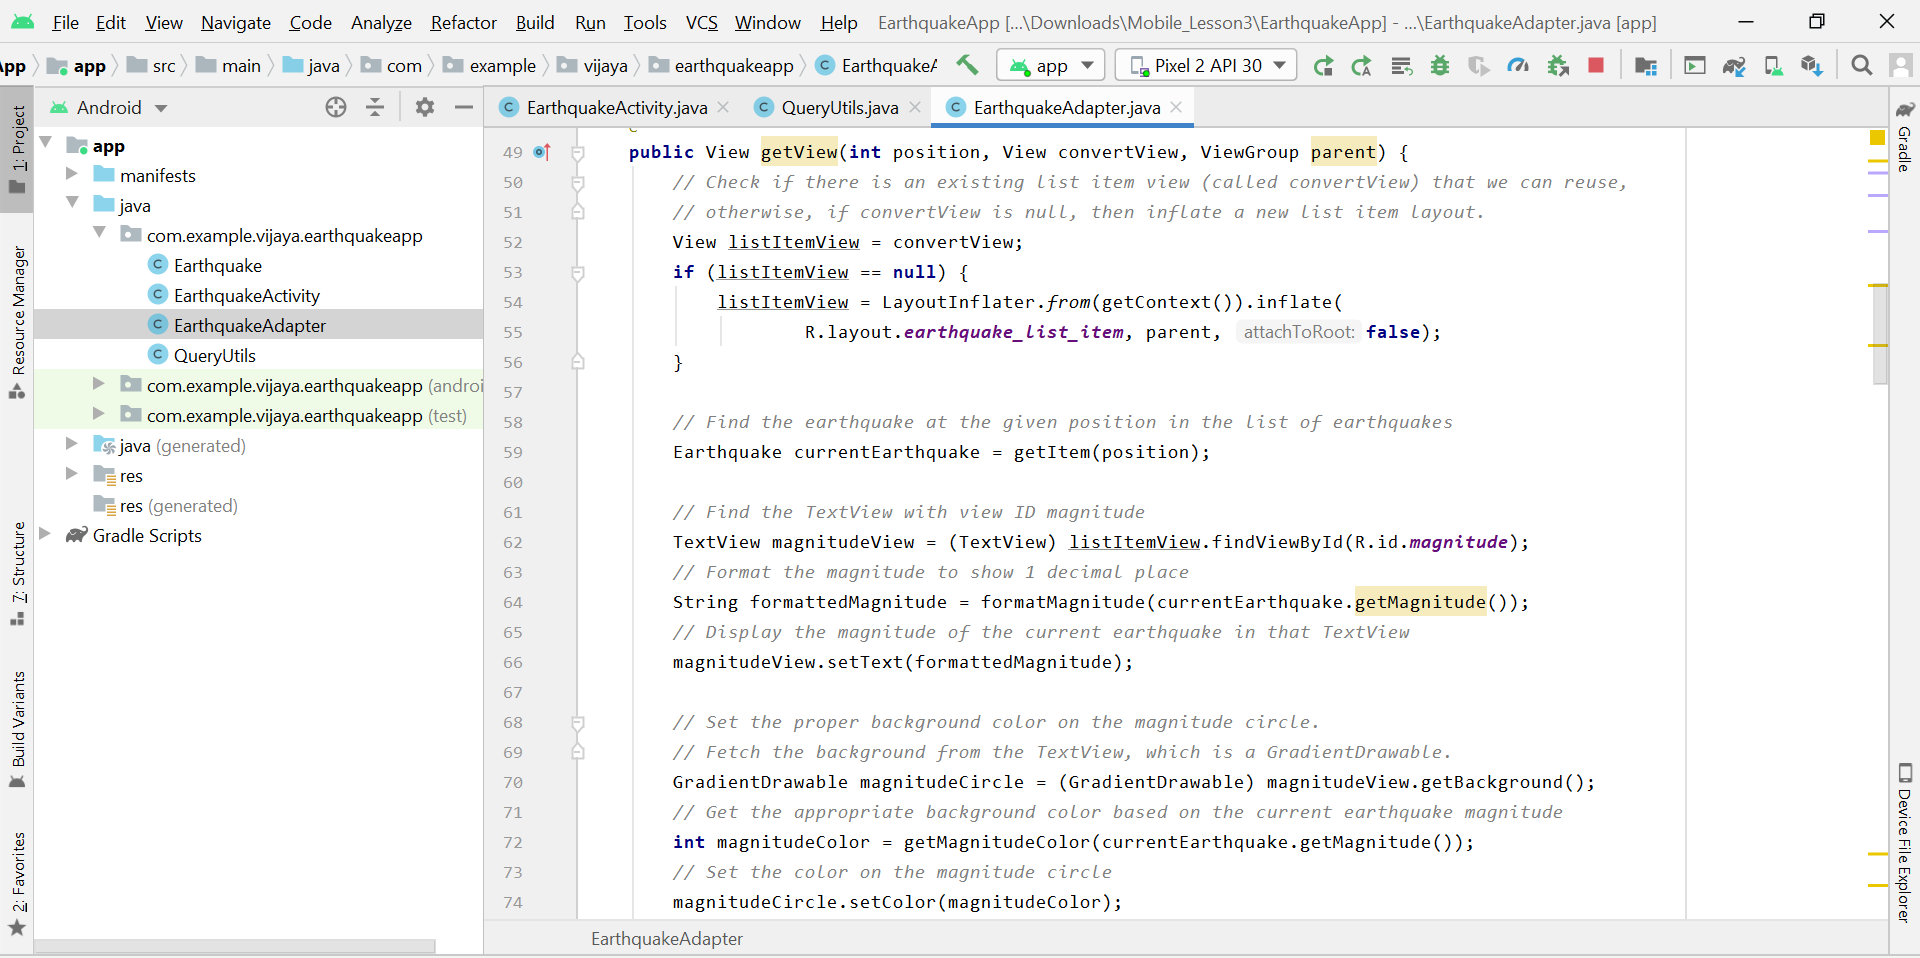 File Edit View Navigate Code Analyze Refactor Build Run Tools VCS Window Help EarthquakeApp [...\Downloads\Mobile_Lesson3\EarthquakeApp] - ...\EarthquakeAdapter.java [app]
App app src main java com example vijaya earthquakeapp EarthquakeA app Pixel 2 API 30
Android
EarthquakeActivity.java QueryUtils.java EarthquakeAdapter.java
1: Project
Resource Manager
7: Structure
Build Variants
2: Favorites
app
manifests
java
com.example.vijaya.earthquakeapp
Earthquake
EarthquakeActivity
EarthquakeAdapter
QueryUtils
com.example.vijaya.earthquakeapp (androi
com.example.vijaya.earthquakeapp (test)
java (generated)
res
res (generated)
Gradle Scripts
49 public View getView(int position, View convertView, ViewGroup parent) {
50 // Check if there is an existing list item view (called convertView) that we can reuse,
51 // otherwise, if convertView is null, then inflate a new list item layout.
52 View listItemView = convertView;
53 if (listItemView == null) {
54 listItemView = LayoutInflater.from(getContext()).inflate(
55 R.layout.earthquake_list_item, parent, attachToRoot: false);
56 }
57
58 // Find the earthquake at the given position in the list of earthquakes
59 Earthquake currentEarthquake = getItem(position);
60
61 // Find the TextView with view ID magnitude
62 TextView magnitudeView = (TextView) listItemView.findViewById(R.id.magnitude);
63 // Format the magnitude to show 1 decimal place
64 String formattedMagnitude = formatMagnitude(currentEarthquake.getMagnitude());
65 // Display the magnitude of the current earthquake in that TextView
66 magnitudeView.setText(formattedMagnitude);
67
68 // Set the proper background color on the magnitude circle.
69 // Fetch the background from the TextView, which is a GradientDrawable.
70 GradientDrawable magnitudeCircle = (GradientDrawable) magnitudeView.getBackground();
71 // Get the appropriate background color based on the current earthquake magnitude
72 int magnitudeColor = getMagnitudeColor(currentEarthquake.getMagnitude());
73 // Set the color on the magnitude circle
74 magnitudeCircle.setColor(magnitudeColor);
EarthquakeAdapter
Gradle
Device File Explorer